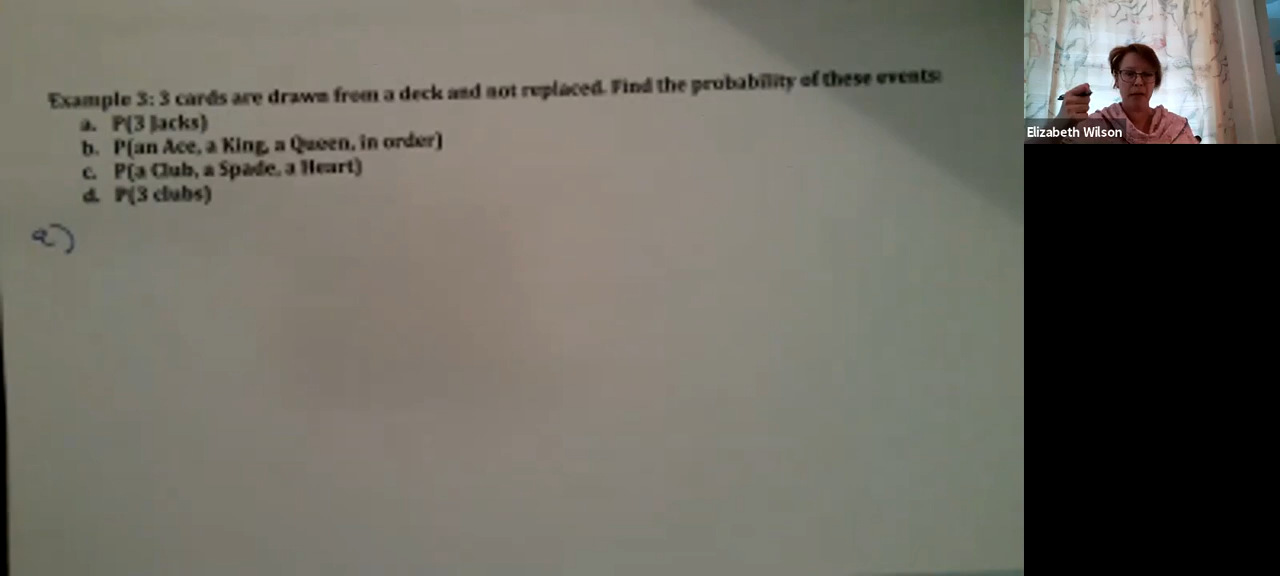 Example 3: 3 cards are drawn from a deck and not replaced. Find the probability of these events:
a. P(3 Jacks)
b. P(an Ace, a King, a Queen, in order)
c. P(a Club, a Spade, a Heart)
d. P(3 clubs)
a)
Elizabeth Wilson